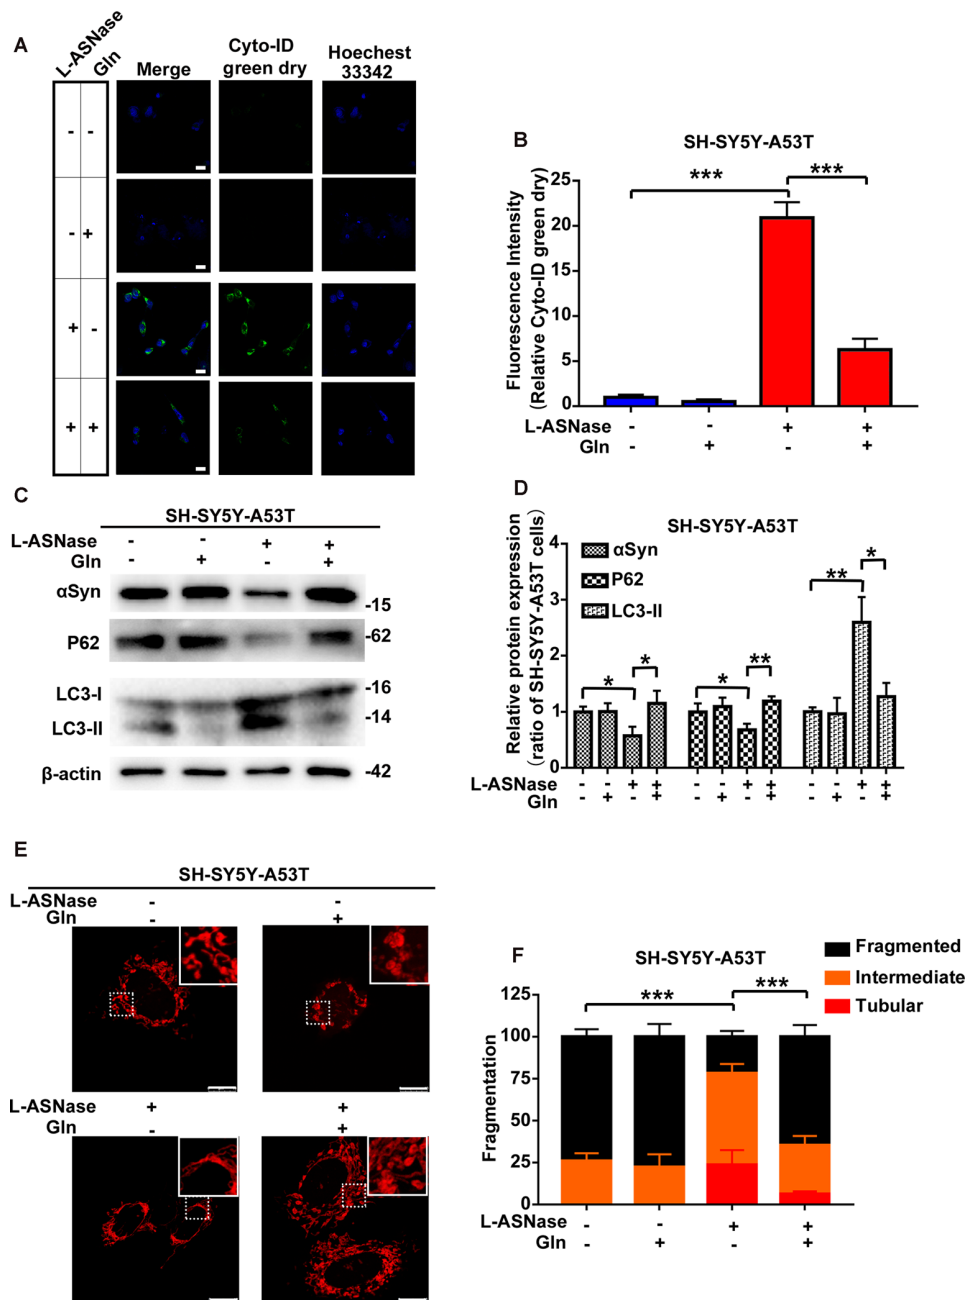 A
L-ASNase
Gln
Merge
Cyto-ID
green dry
Hoechest
33342
- -
- +
+ -
+ +
B
SH-SY5Y-A53T
Fluorescence Intensity
(Relative Cyto-ID green dry)
25
20
15
10
5
0
*** ***
L-ASNase - - + +
Gln - + - +
C
SH-SY5Y-A53T
L-ASNase - - + +
Gln - + - +
αSyn
-15
P62
-62
LC3-I
-16
LC3-II
-14
β-actin
-42
D
SH-SY5Y-A53T
Relative protein expression
(ratio of SH-SY5Y-A53T cells)
4
3
2
1
0
αSyn
P62
LC3-II
* * * ** ** *
L-ASNase - - + + - - + + - - + +
Gln - + - + - + - + - + - +
E
SH-SY5Y-A53T
L-ASNase - -
Gln - +
L-ASNase + +
Gln - +
F
SH-SY5Y-A53T
Fragmented
Intermediate
Tubular
Fragmentation
125
100
75
50
25
0
*** ***
L-ASNase - - + +
Gln - + - +